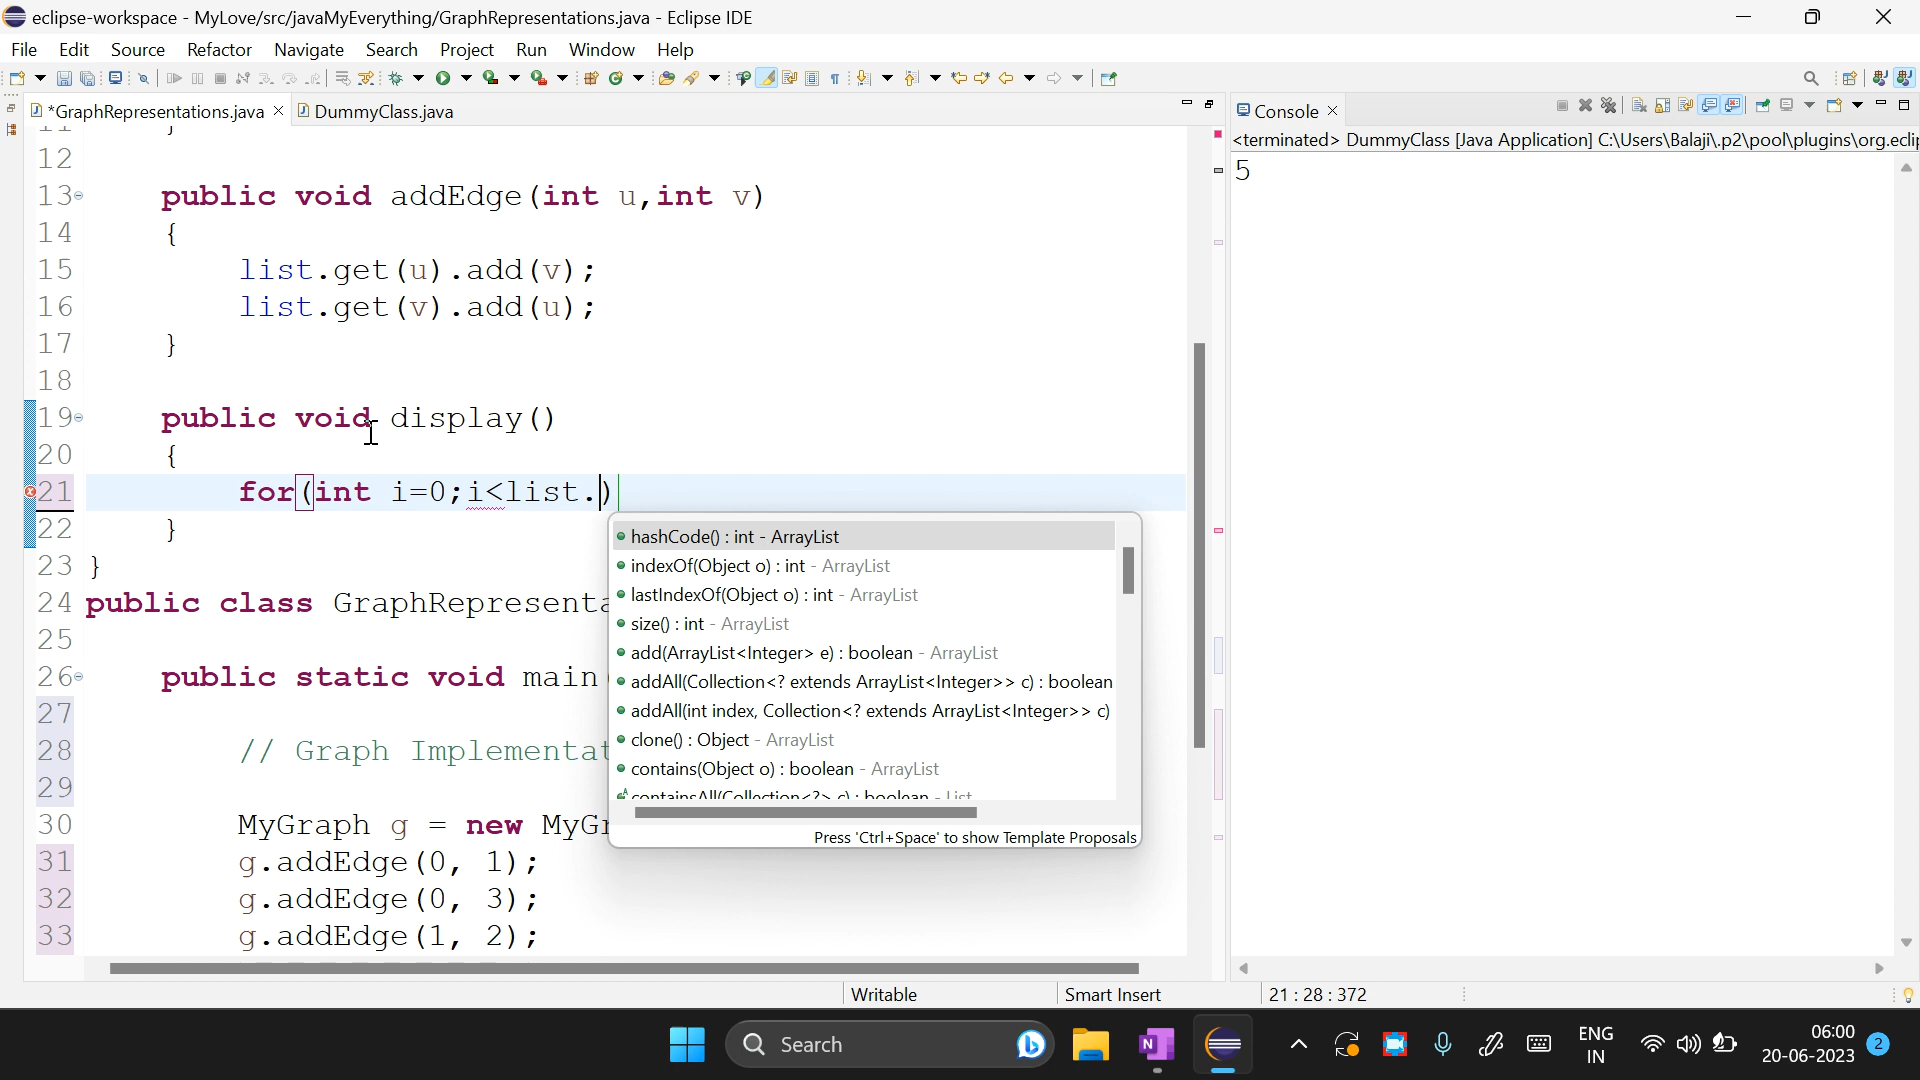 eclipse-workspace - MyLove/src/javaMyEverything/GraphRepresentations.java - Eclipse IDE
File Edit Source Refactor Navigate Search Project Run Window Help
*GraphRepresentations.java DummyClass.java
Console
<terminated> DummyClass [Java Application] C:\Users\Balaji\.p2\pool\plugins\org.eclip
5
12
13 public void addEdge(int u,int v)
14 {
15 list.get(u).add(v);
16 list.get(v).add(u);
17 }
18
19 public void display()
20 {
21 for(int i=0;i<list.)
22 }
23 }
24 public class GraphRepresenta
25
26 public static void main
27
28 // Graph Implementat
29
30 MyGraph g = new MyGr
31 g.addEdge(0, 1);
32 g.addEdge(0, 3);
33 g.addEdge(1, 2);
hashCode() : int - ArrayList
indexOf(Object o) : int - ArrayList
lastIndexOf(Object o) : int - ArrayList
size() : int - ArrayList
add(ArrayList<Integer> e) : boolean - ArrayList
addAll(Collection<? extends ArrayList<Integer>> c) : boolean
addAll(int index, Collection<? extends ArrayList<Integer>> c)
clone() : Object - ArrayList
contains(Object o) : boolean - ArrayList
containsAll(Collection<?> c) : boolean - List
Press 'Ctrl+Space' to show Template Proposals
Writable Smart Insert 21 : 28 : 372
Search
ENG
IN
06:00
20-06-2023
2